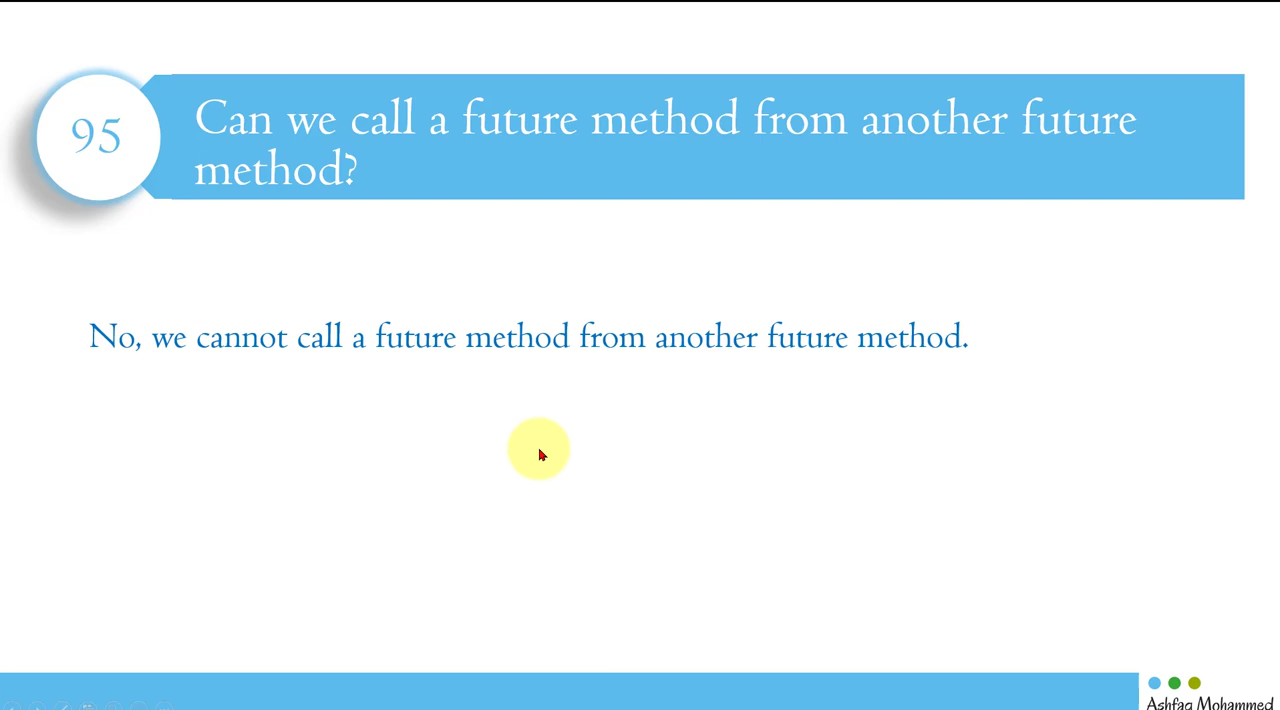 95
Can we call a future method from another future
method?
No, we cannot call a future method from another future method.
Ashfaq Mohammed